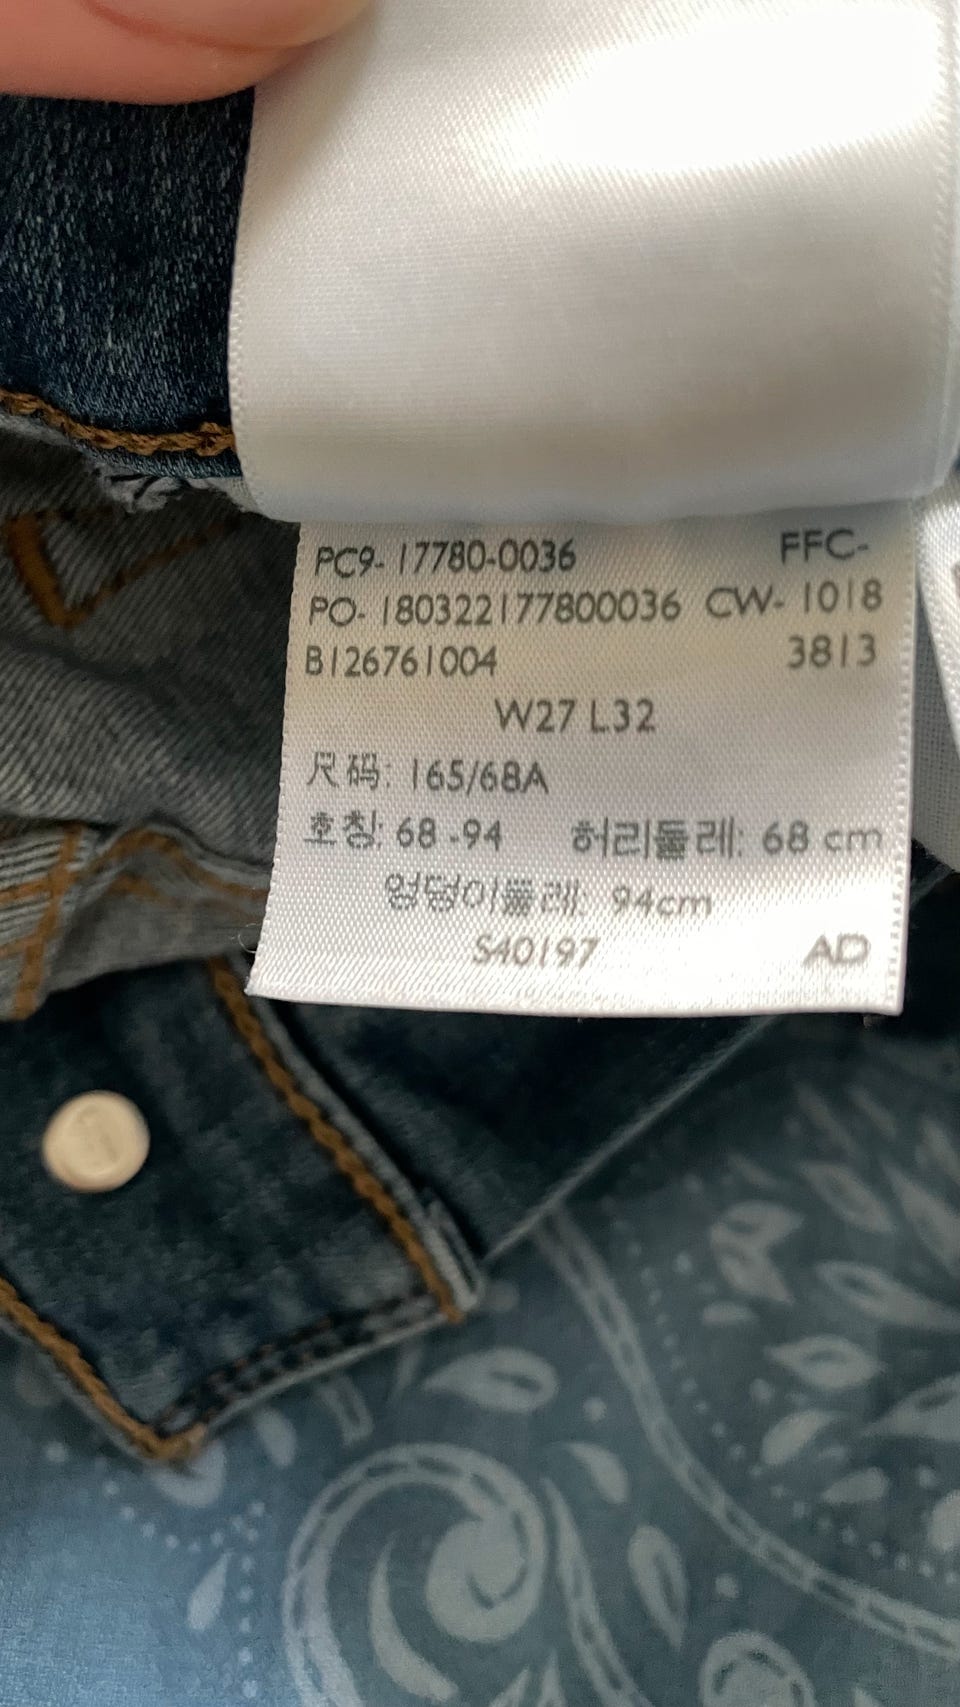 PC9- 17780-0036 FFC-
PO- 180322177800036 CW- 1018
B126761004 3813
W27 L32
尺码: 165/68A
호칭: 68 -94 허리둘레: 68 cm
엉덩이둘레: 94cm
S40197 AD